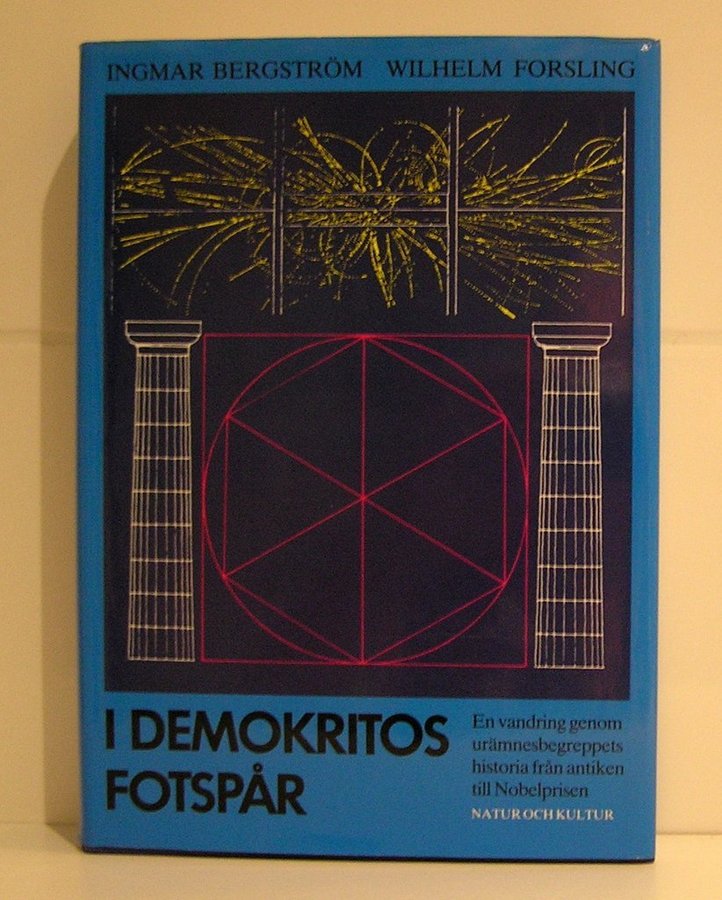 INGMAR BERGSTRÖM WILHELM FORSLING
I DEMOKRITOS
FOTSPÅR
En vandring genom
urämnesbegreppets
historia från antiken
till Nobelprisen
NATUR OCH KULTUR